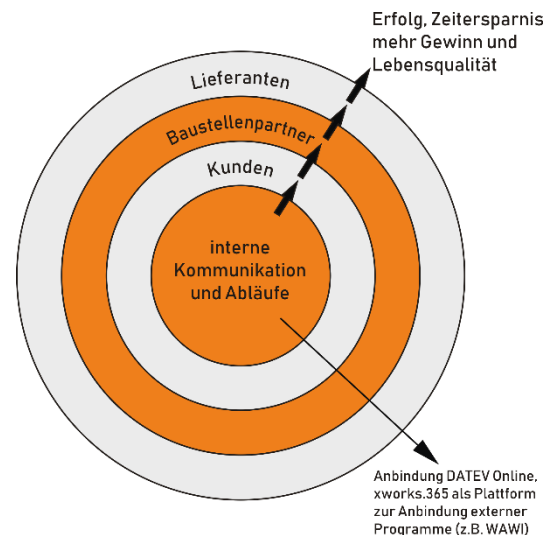 Erfolg, Zeitersparnis
mehr Gewinn und
Lebensqualität
Lieferanten
Baustellenpartner
Kunden
interne
Kommunikation
und Abläufe
Anbindung DATEV Online,
xworks.365 als Plattform
zur Anbindung externer
Programme (z.B. WAWI)